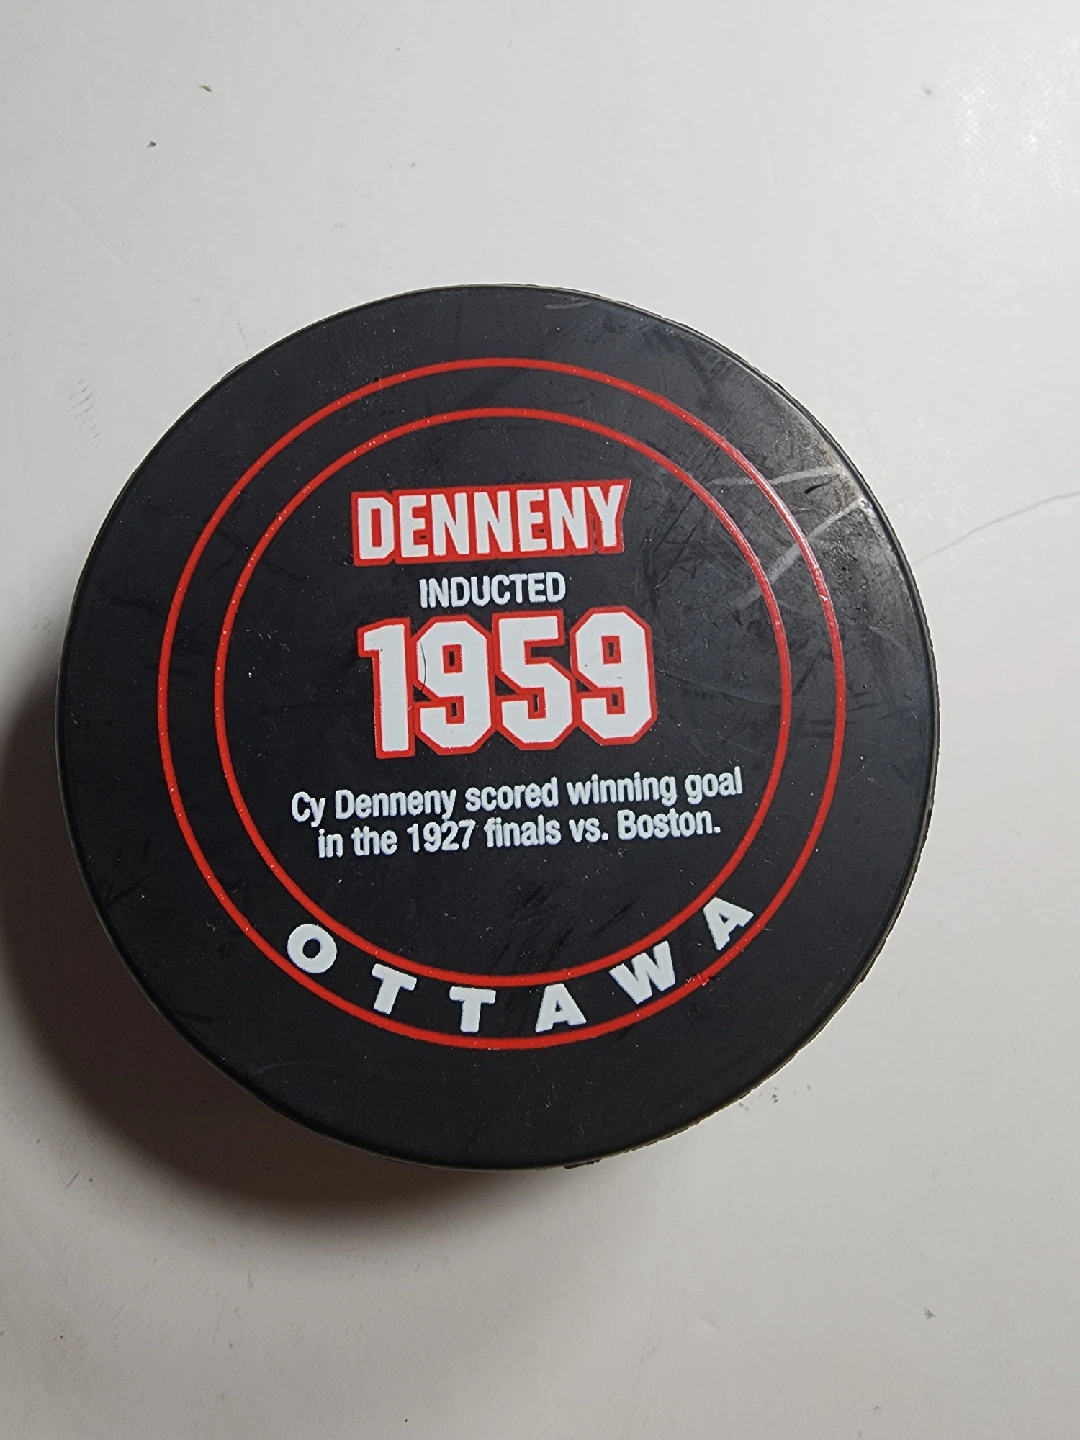 DENNENY
INDUCTED
1959
Cy Denneny scored winning goal
in the 1927 finals vs. Boston.
OTTAWA